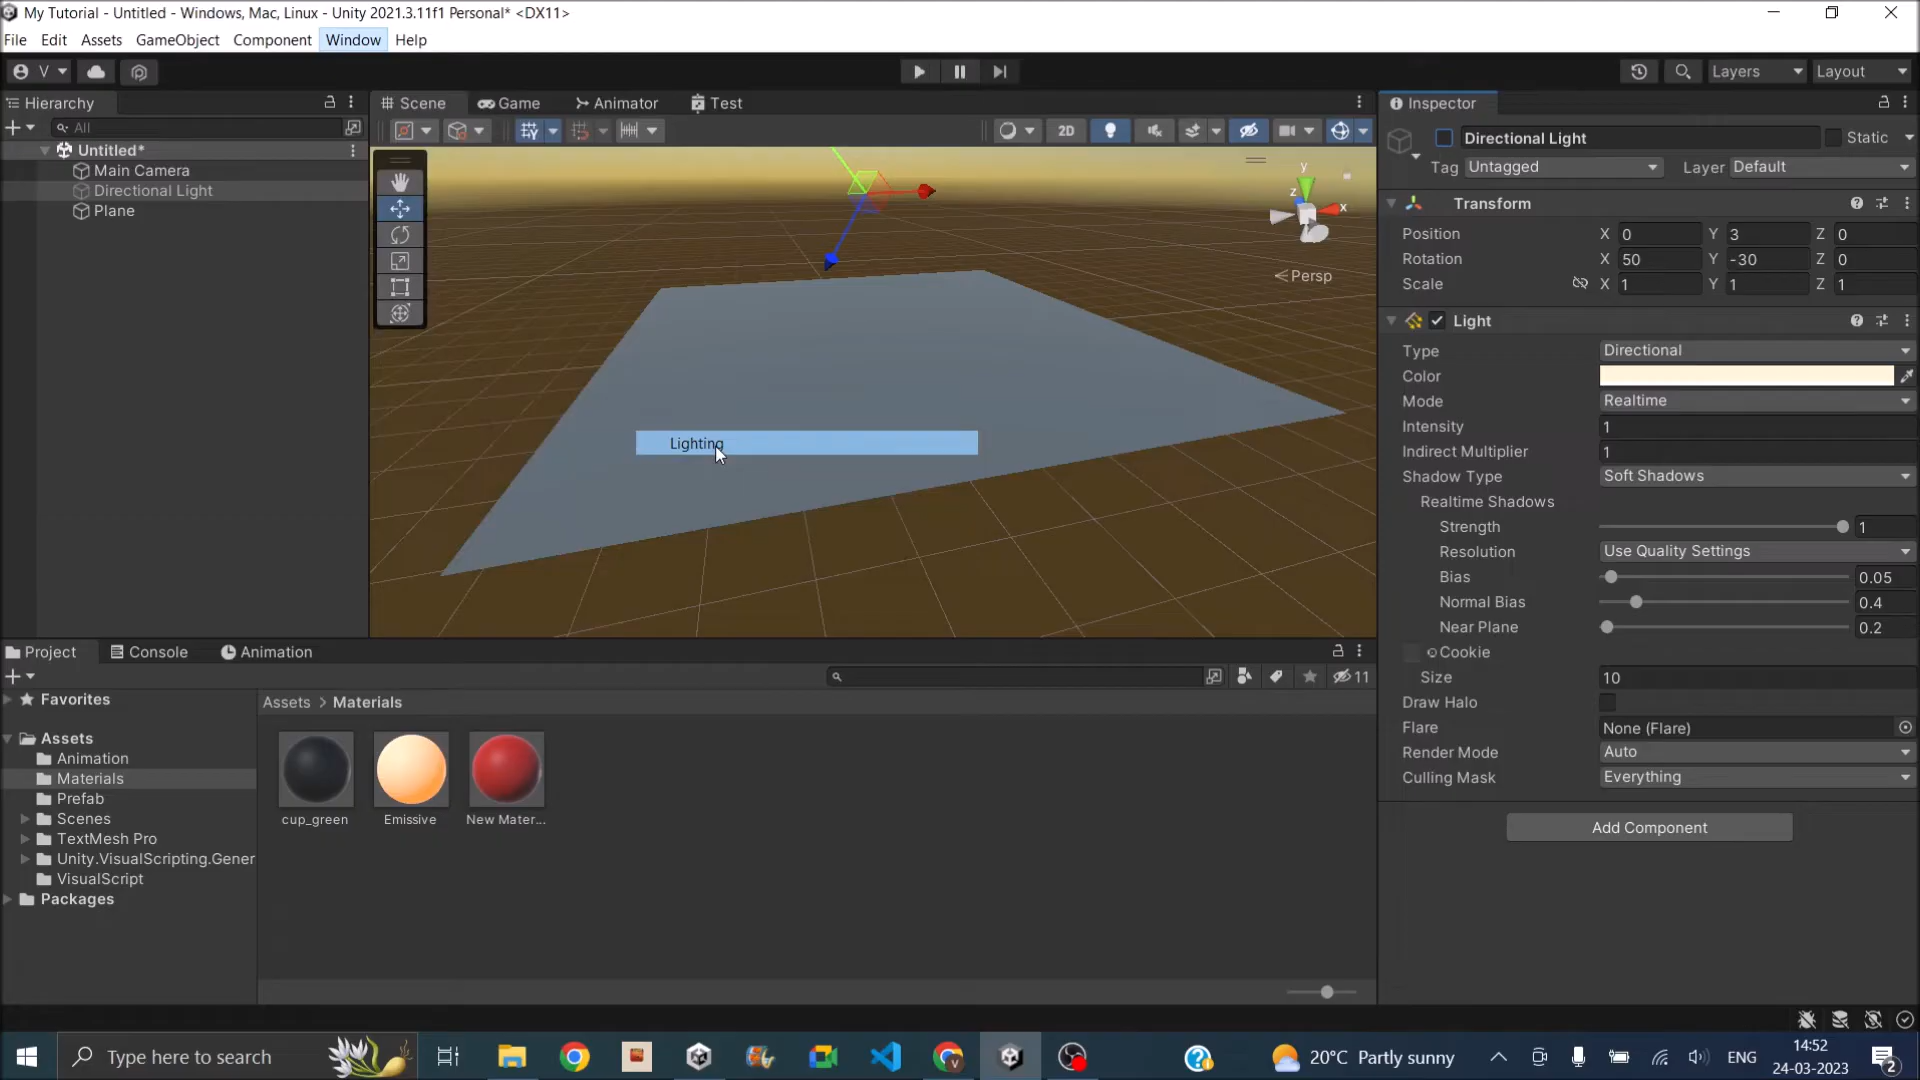 My Tutorial - Untitled - Windows, Mac, Linux - Unity 2021.3.11f1 Personal* <DX11>
File Edit Assets GameObject Component Window Help
V Layers Layout
Hierarchy
All
Untitled*
Main Camera
Directional Light
Plane
Scene Game Animator Test
2D
y
z
x
Persp
Lighting
Inspector
Directional Light Static
Tag Untagged Layer Default
Transform
Position X 0 Y 3 Z 0
Rotation X 50 Y -30 Z 0
Scale X 1 Y 1 Z 1
Light
Type Directional
Color
Mode Realtime
Intensity 1
Indirect Multiplier 1
Shadow Type Soft Shadows
Realtime Shadows
Strength 1
Resolution Use Quality Settings
Bias 0.05
Normal Bias 0.4
Near Plane 0.2
Cookie
Size 10
Draw Halo
Flare None (Flare)
Render Mode Auto
Culling Mask Everything
Add Component
Project Console Animation
11
Favorites
Assets
Animation
Materials
Prefab
Scenes
TextMesh Pro
Unity.VisualScripting.Gener
VisualScript
Packages
Assets > Materials
cup_green Emissive New Mater...
Type here to search
20°C Partly sunny
ENG
14:52
24-03-2023
2